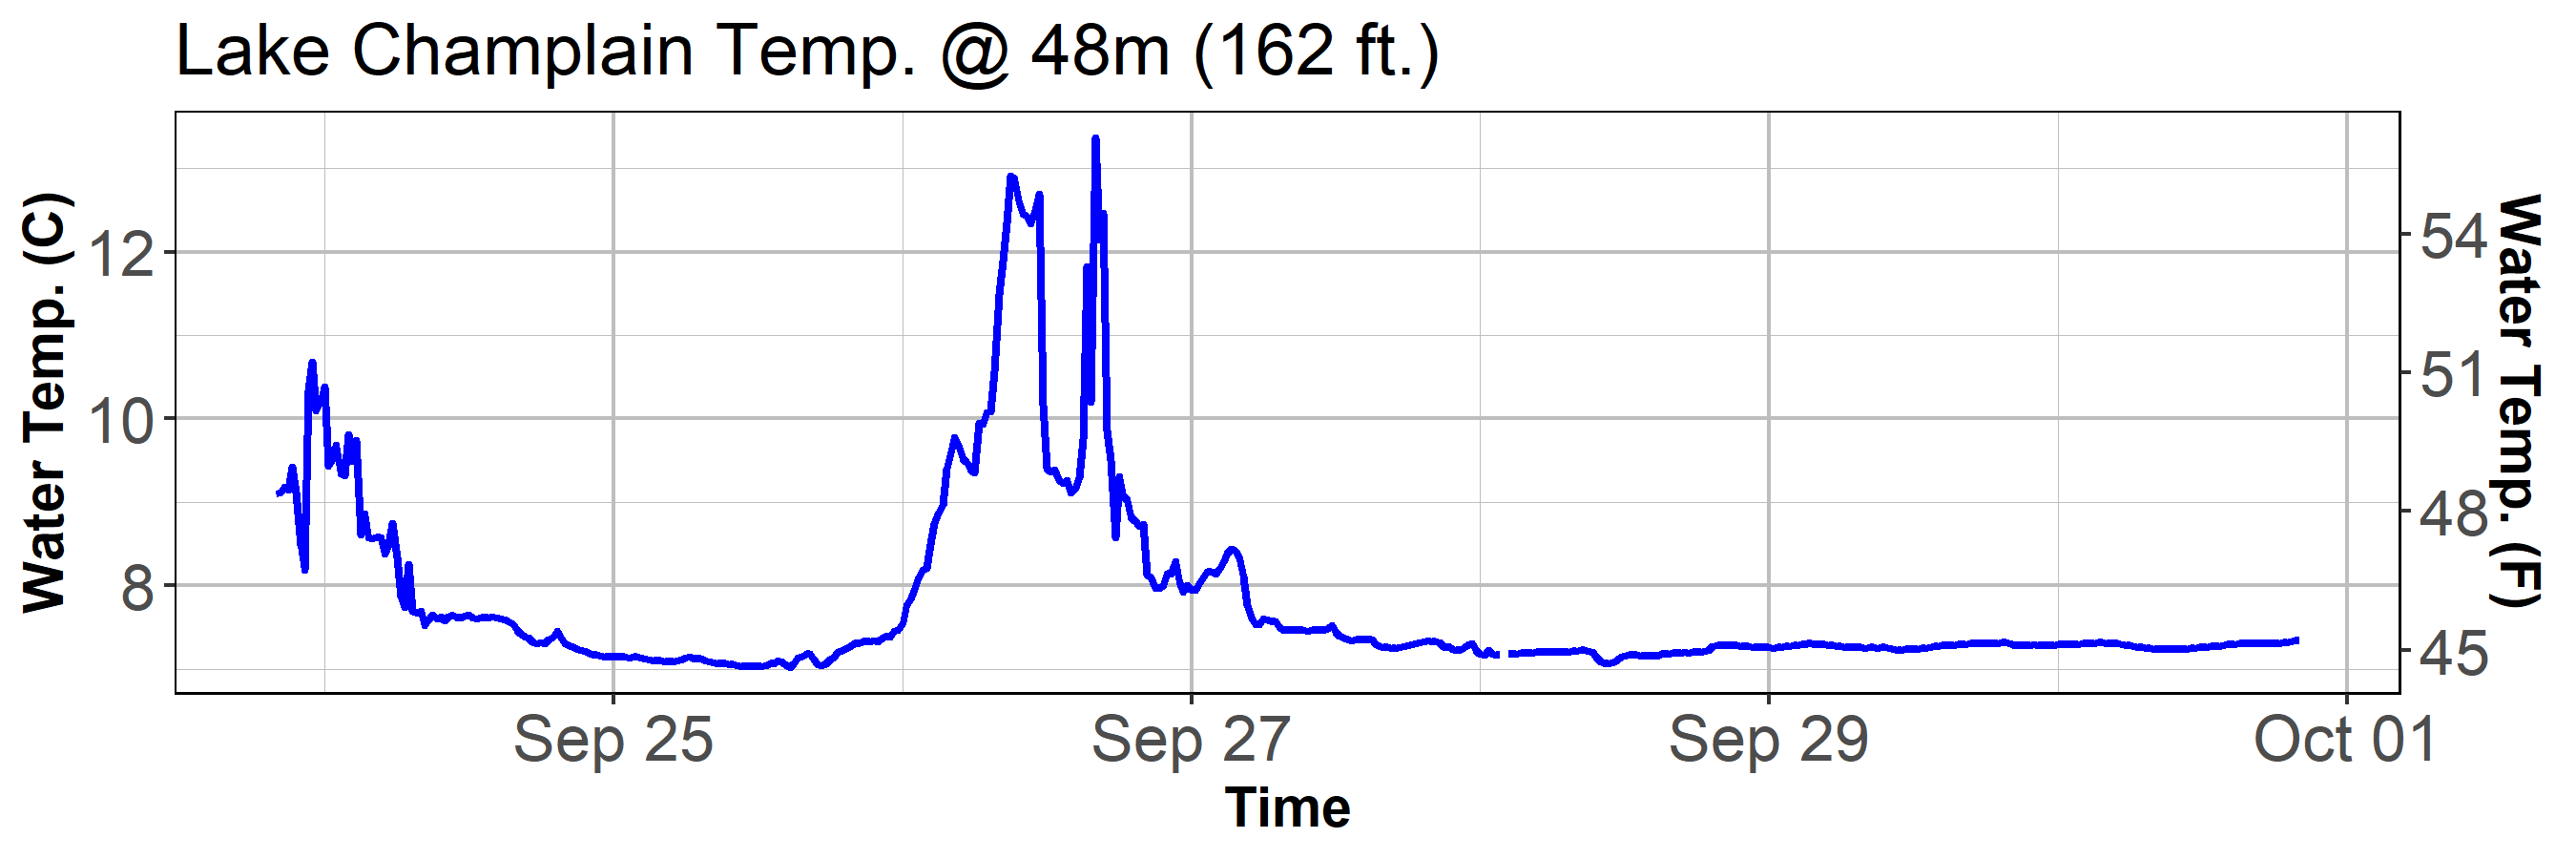 Lake Champlain Temp. @ 48m (162 ft.)
Water Temp. (C)
12
10
8
Water Temp. (F)
54
51
48
45
Sep 25
Sep 27
Sep 29
Oct 01
Time